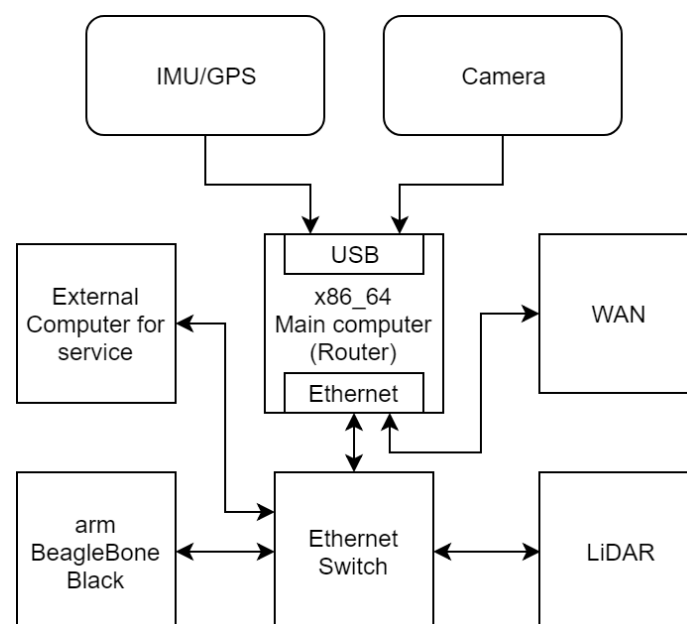 IMU/GPS
Camera
USB
x86_64
Main computer
(Router)
Ethernet
External
Computer for
service
WAN
arm
BeagleBone
Black
Ethernet
Switch
LiDAR